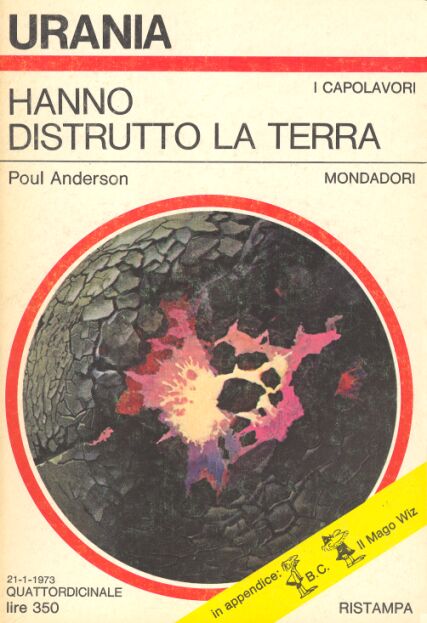 URANIA
I CAPOLAVORI
HANNO
DISTRUTTO LA TERRA
Poul Anderson
MONDADORI
in appendice:
B.C.
Il Mago Wiz
21-1-1973
QUATTORDICINALE
lire 350
RISTAMPA